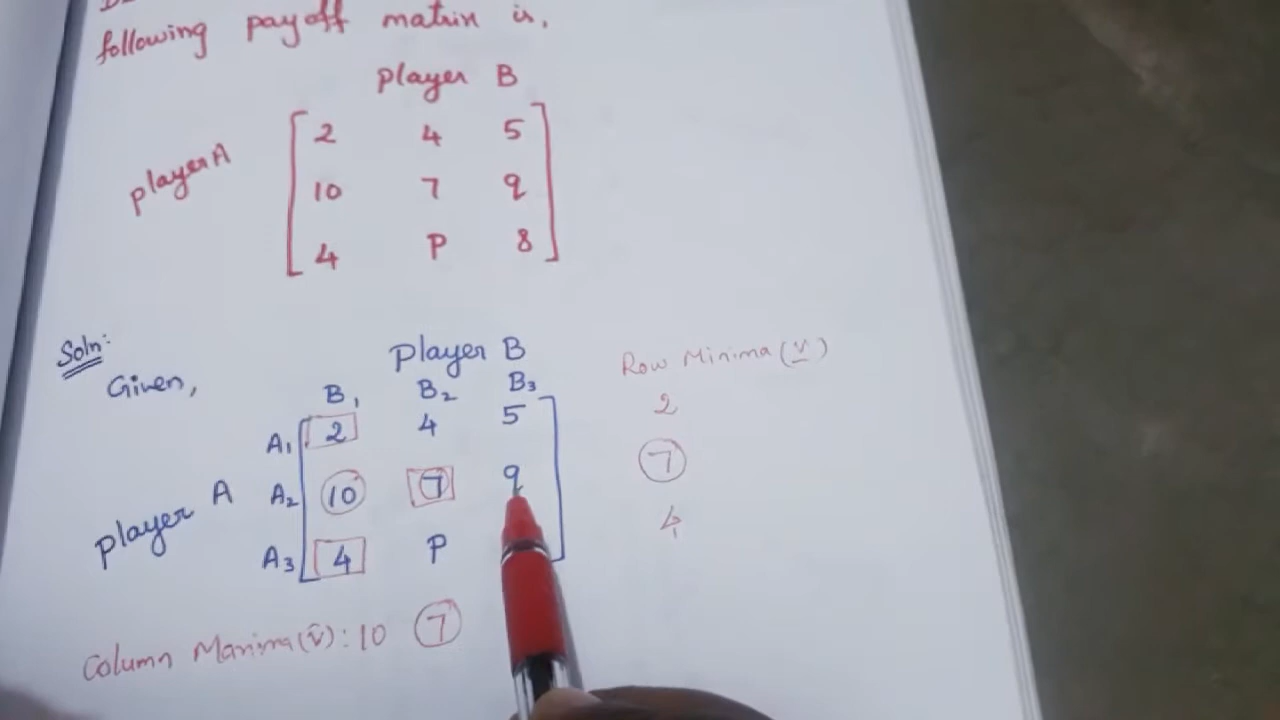 following payoff matrix is,
player B
2 4 5
player A 10 7 q
4 P 8
Soln:
Given,
Player B
Row Minima (v)
B1 B2 B3
A1 2 4 5 2
player A A2 10 7 q 7
A3 4 P 4
Column Maxima (v̄): 10 7